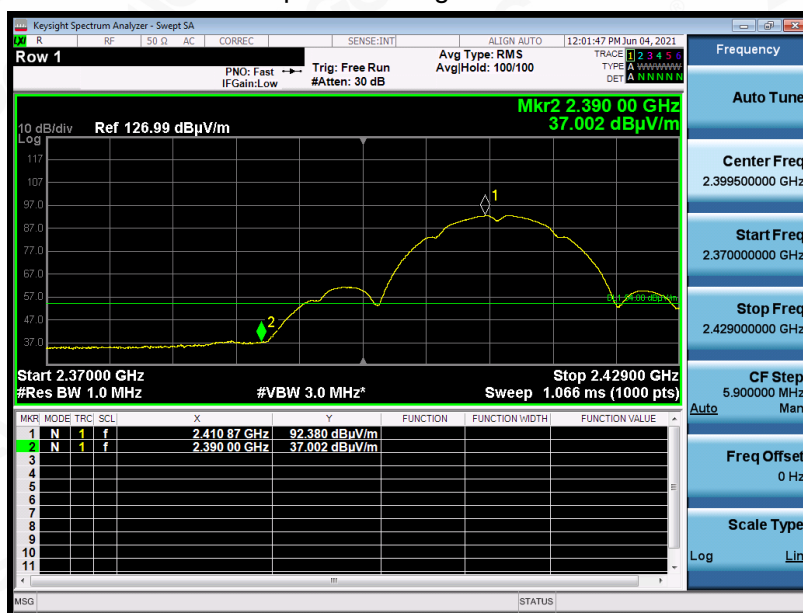 Keysight Spectrum Analyzer - Swept SA
LXI R RF 50 Ω AC CORREC SENSE:INT ALIGN AUTO 12:01:47 PM Jun 04, 2021
Row 1
PNO: Fast
IFGain:Low
Trig: Free Run
#Atten: 30 dB
Avg Type: RMS
Avg|Hold: 100/100
TRACE 1 2 3 4 5 6
TYPE A WWWWW
DET A N N N N N
Mkr2 2.390 00 GHz
37.002 dBμV/m
10 dB/div Ref 126.99 dBμV/m
Log
117
107
97.0
87.0
77.0
67.0
57.0
47.0
37.0
1
2
Start 2.37000 GHz
Stop 2.42900 GHz
#Res BW 1.0 MHz
#VBW 3.0 MHz*
Sweep 1.066 ms (1000 pts)
MKR MODE TRC SCL X Y FUNCTION FUNCTION WIDTH FUNCTION VALUE
1 N 1 f 2.410 87 GHz 92.380 dBμV/m
2 N 1 f 2.390 00 GHz 37.002 dBμV/m
3
4
5
6
7
8
9
10
11
MSG
STATUS
Frequency
Auto Tune
Center Freq
2.399500000 GHz
Start Freq
2.370000000 GHz
Stop Freq
2.429000000 GHz
CF Step
5.900000 MHz
Auto Man
Freq Offset
0 Hz
Scale Type
Log Lin